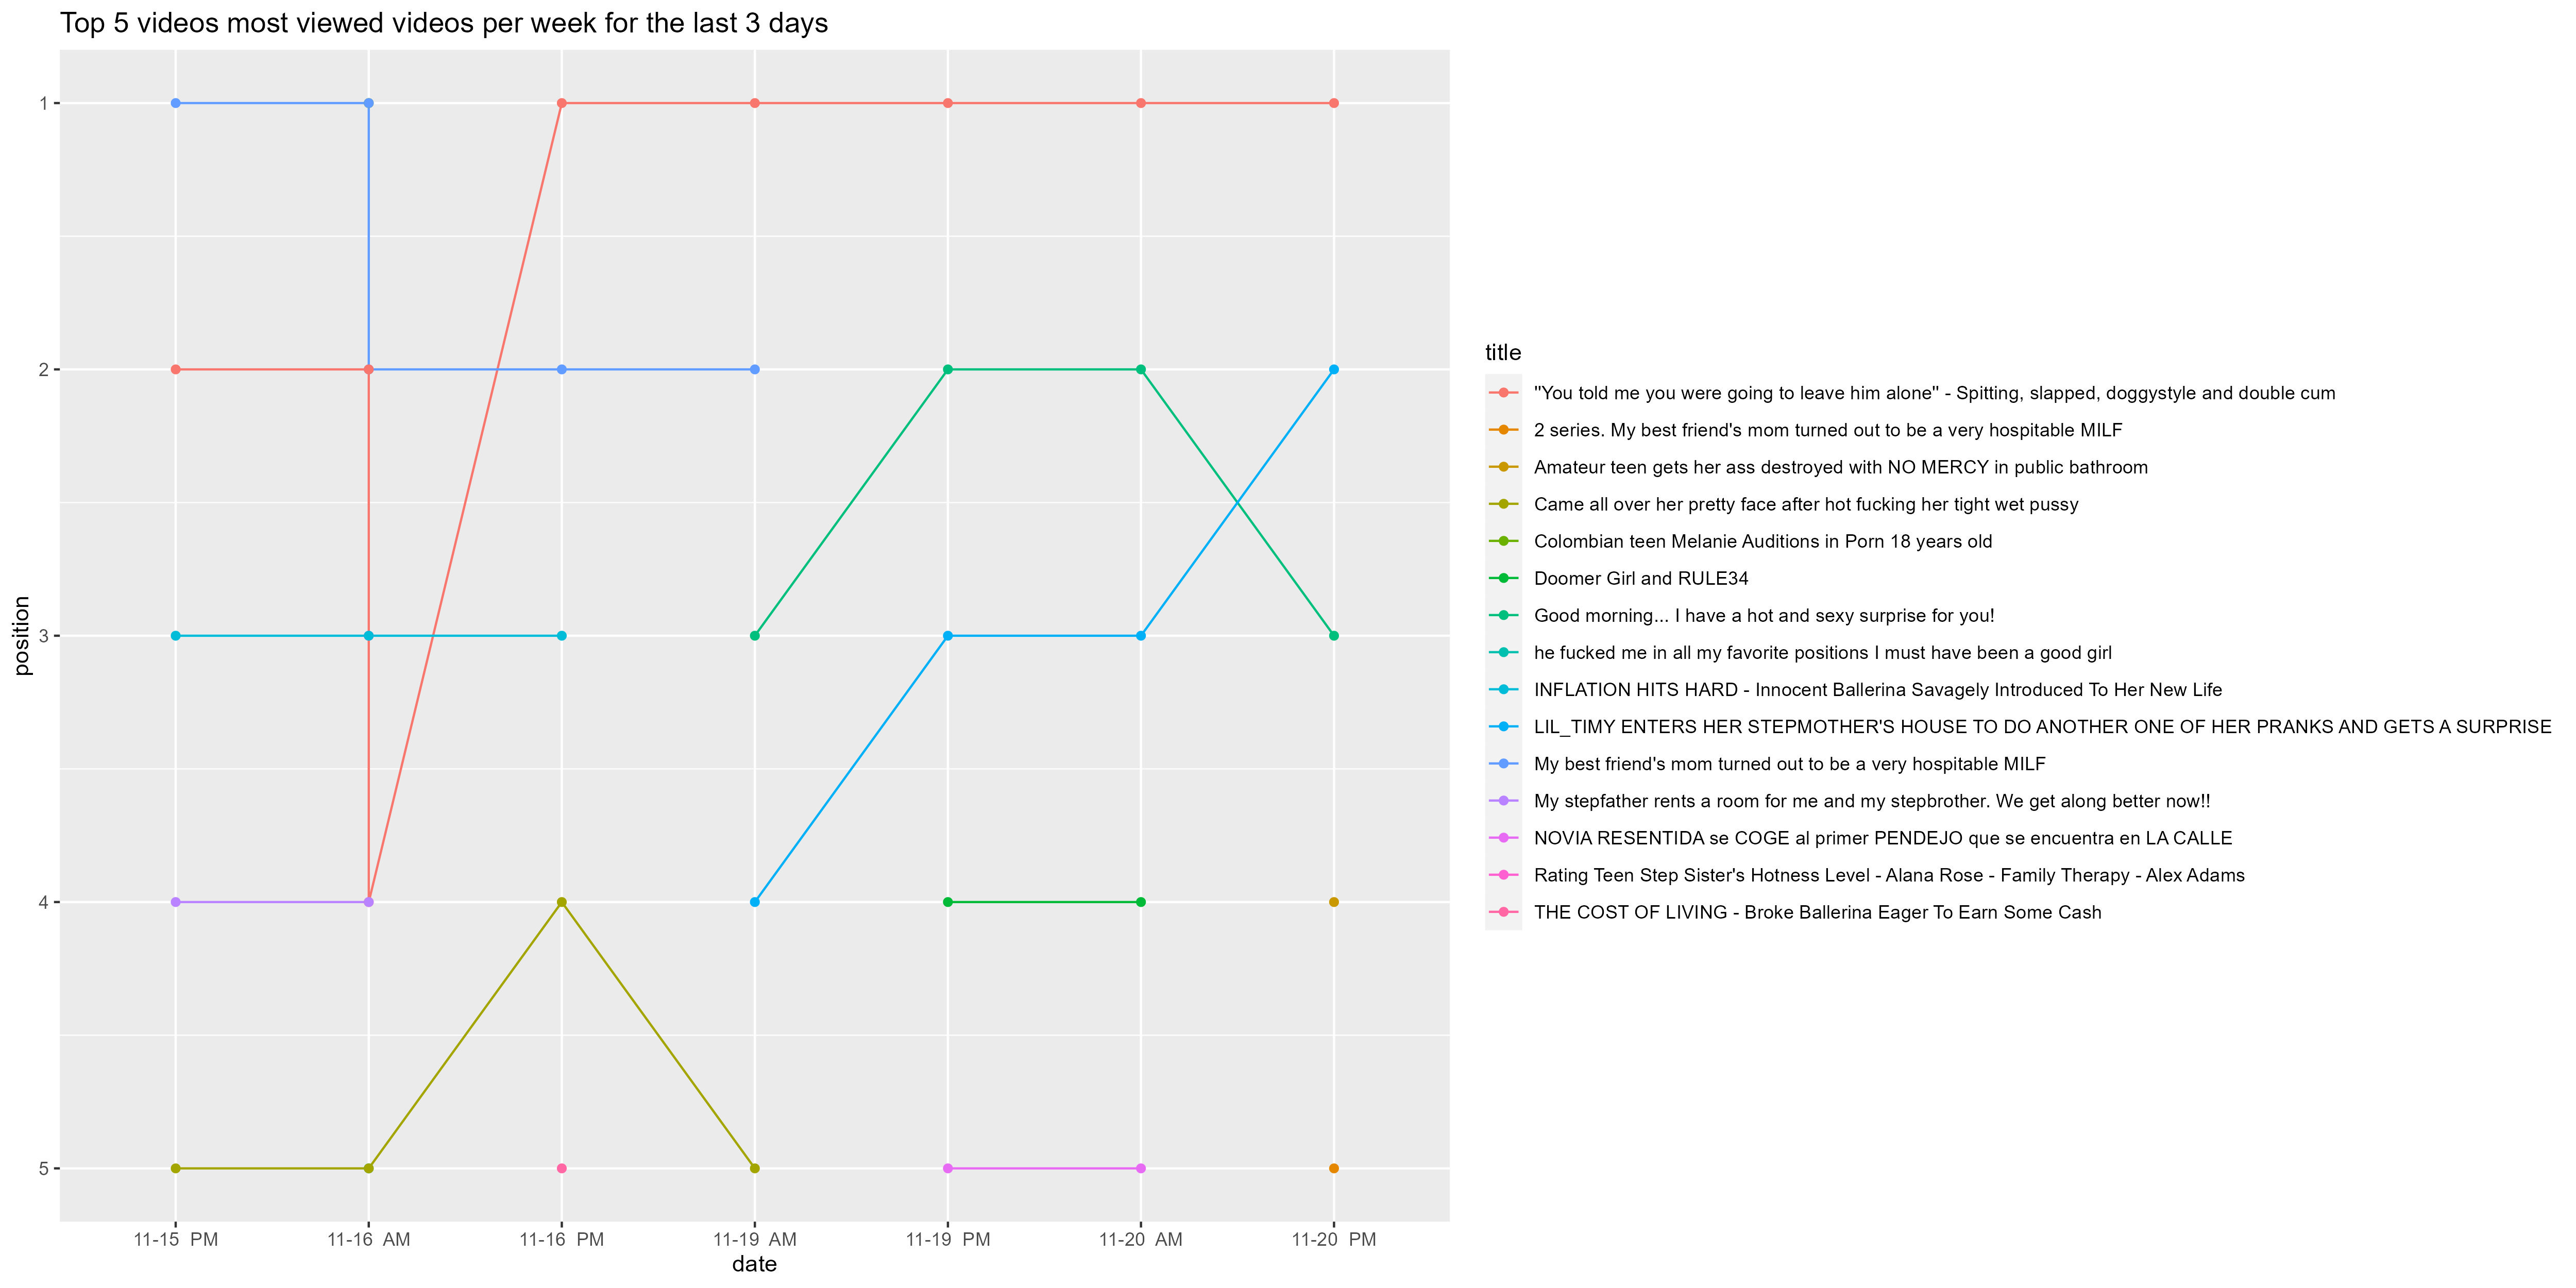 Top 5 videos most viewed videos per week for the last 3 days
position
1
2
3
4
5
11-15 PM
11-16 AM
11-16 PM
11-19 AM
11-19 PM
11-20 AM
11-20 PM
date
title
"You told me you were going to leave him alone" - Spitting, slapped, doggystyle and double cum
2 series. My best friend's mom turned out to be a very hospitable MILF
Amateur teen gets her ass destroyed with NO MERCY in public bathroom
Came all over her pretty face after hot fucking her tight wet pussy
Colombian teen Melanie Auditions in Porn 18 years old
Doomer Girl and RULE34
Good morning... I have a hot and sexy surprise for you!
he fucked me in all my favorite positions I must have been a good girl
INFLATION HITS HARD - Innocent Ballerina Savagely Introduced To Her New Life
LIL_TIMY ENTERS HER STEPMOTHER'S HOUSE TO DO ANOTHER ONE OF HER PRANKS AND GETS A SURPRISE
My best friend's mom turned out to be a very hospitable MILF
My stepfather rents a room for me and my stepbrother. We get along better now!!
NOVIA RESENTIDA se COGE al primer PENDEJO que se encuentra en LA CALLE
Rating Teen Step Sister's Hotness Level - Alana Rose - Family Therapy - Alex Adams
THE COST OF LIVING - Broke Ballerina Eager To Earn Some Cash